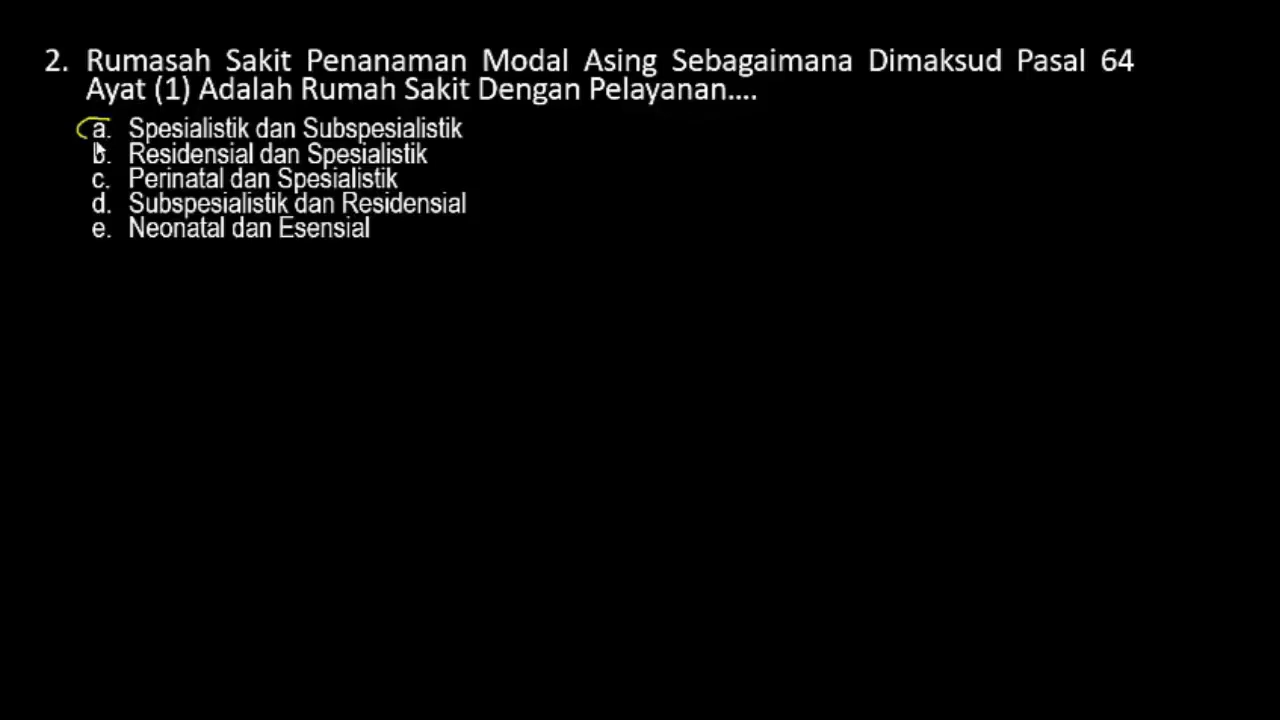 2. Rumasah Sakit Penanaman Modal Asing Sebagaimana Dimaksud Pasal 64
Ayat (1) Adalah Rumah Sakit Dengan Pelayanan....
a. Spesialistik dan Subspesialistik
b. Residensial dan Spesialistik
c. Perinatal dan Spesialistik
d. Subspesialistik dan Residensial
e. Neonatal dan Esensial